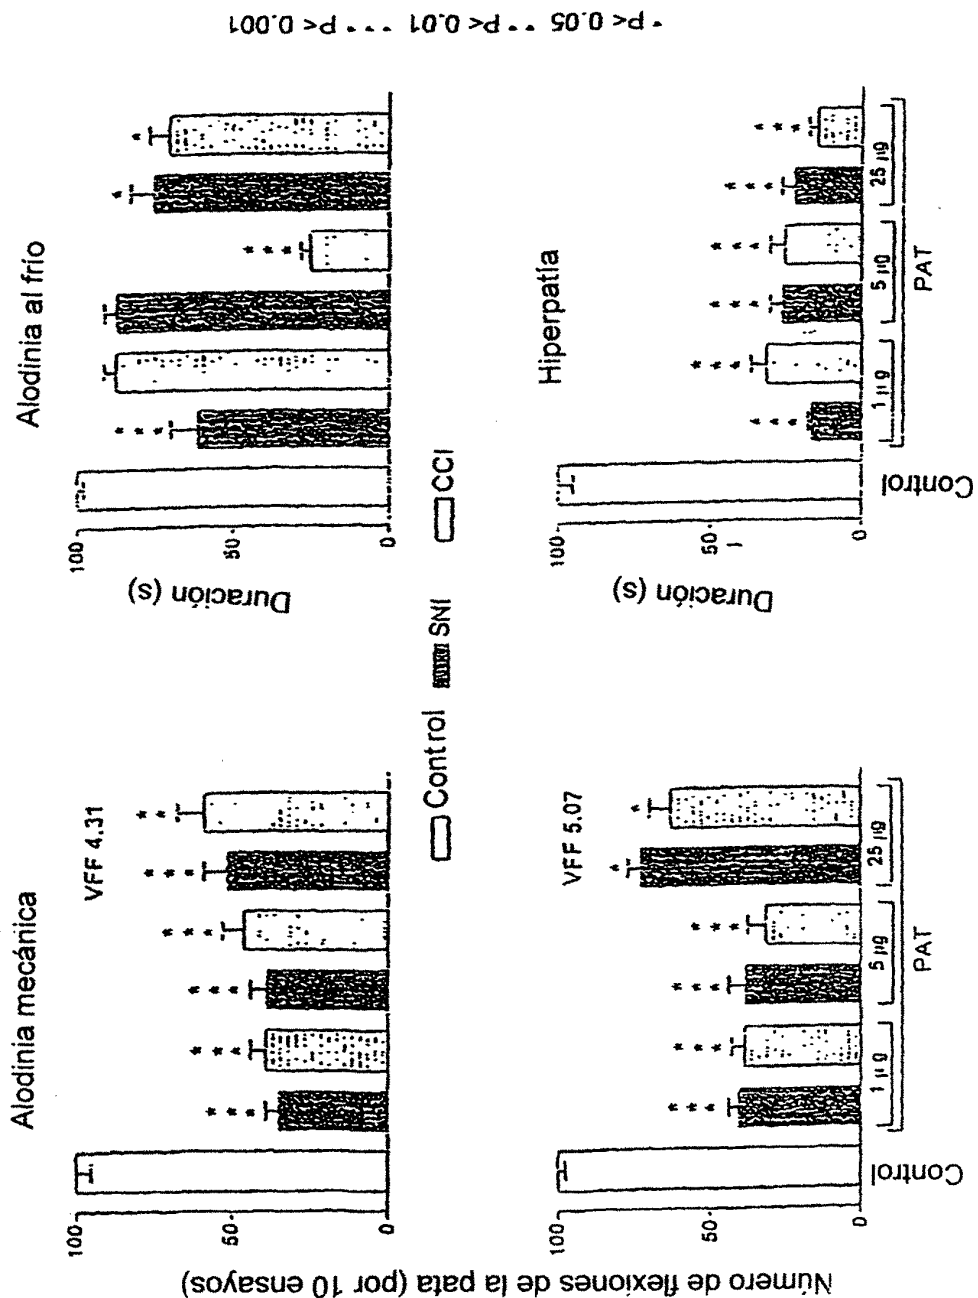 Alodinia mecánica
VFF 4.31
100
50
0
* * *
* * *
* * *
* * *
* * *
* *
Alodinia al frío
Duración (s)
100
50
0
* * *
* * *
*
*
Control SNI CCI
Número de flexiones de la pata (por 10 ensayos)
VFF 5.07
100
50
0
* * *
* * *
* * *
* * *
*
*
Control
1 µg
5 µg
25 µg
PAT
Hiperpatía
Duración (s)
100
50
0
* * *
* * *
* * *
* * *
* * *
* * *
Control
1 µg
5 µg
25 µg
PAT
* P< 0.05 * * P< 0.01 * * * P< 0.001